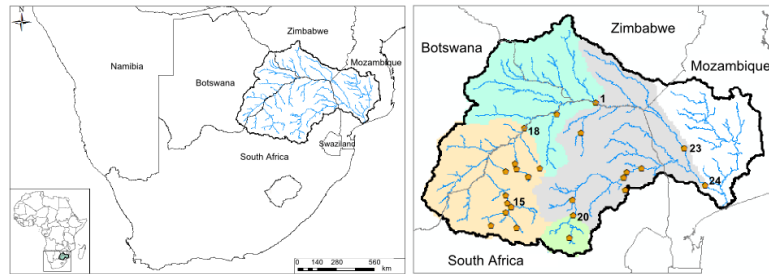 N
Zimbabwe
Namibia
Botswana
Mozambique
Swaziland
South Africa
0 140 280 560
km
Zimbabwe
Botswana
Mozambique
1
18
23
24
15
20
South Africa